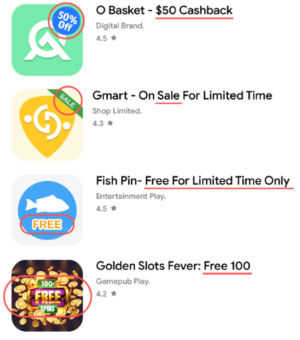 50%
Off
O Basket - $50 Cashback
Digital Brand.
4.5 ★
SALE
Gmart - On Sale For Limited Time
Shop Limited.
4.3 ★
FREE
Fish Pin- Free For Limited Time Only
Entertainment Play.
4.5 ★
100
FREE
SPINS
Golden Slots Fever: Free 100
Gamepub Play.
4.2 ★